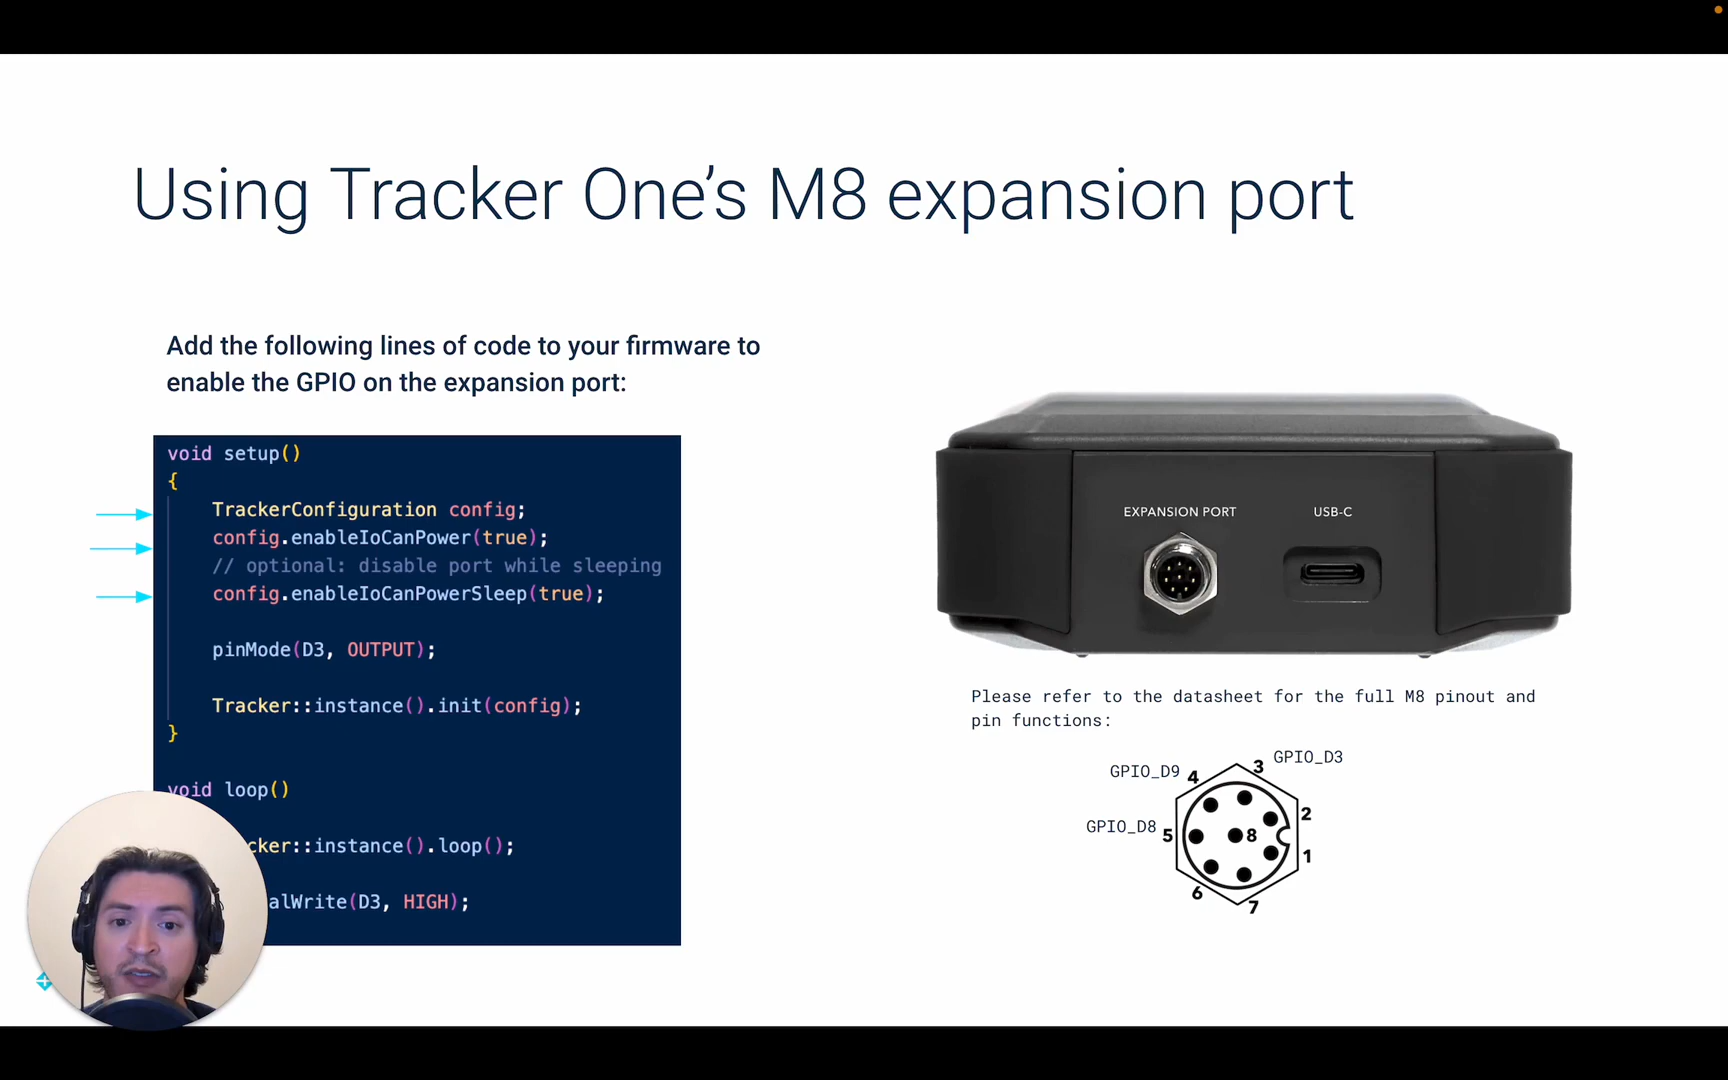 Using Tracker One’s M8 expansion port
Add the following lines of code to your firmware to
enable the GPIO on the expansion port:
void setup()
{
TrackerConfiguration config;
config.enableIoCanPower(true);
// optional: disable port while sleeping
config.enableIoCanPowerSleep(true);
pinMode(D3, OUTPUT);
Tracker::instance().init(config);
}
void loop()
cker::instance().loop();
alWrite(D3, HIGH);
EXPANSION PORT
USB-C
Please refer to the datasheet for the full M8 pinout and
pin functions:
GPIO_D9 4 3 GPIO_D3
2
GPIO_D8 5 8
1
6
7